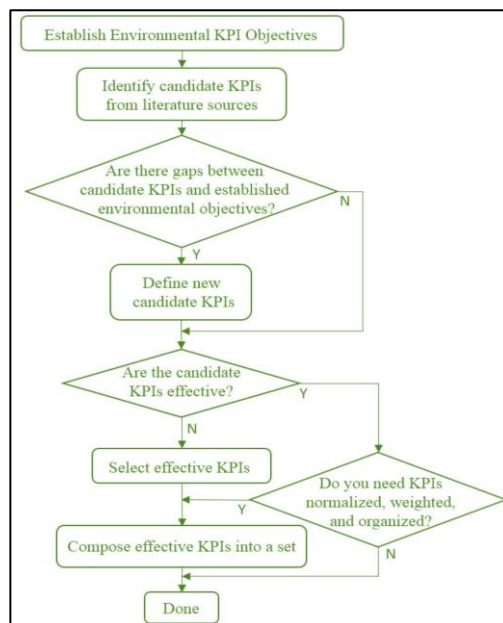 Establish Environmental KPI Objectives
Identify candidate KPIs
from literature sources
Are there gaps between
candidate KPIs and established
environmental objectives?
N
Y
Define new
candidate KPIs
Are the candidate
KPIs effective?
Y
N
Select effective KPIs
Do you need KPIs
normalized, weighted,
and organized?
Y
N
Compose effective KPIs into a set
Done